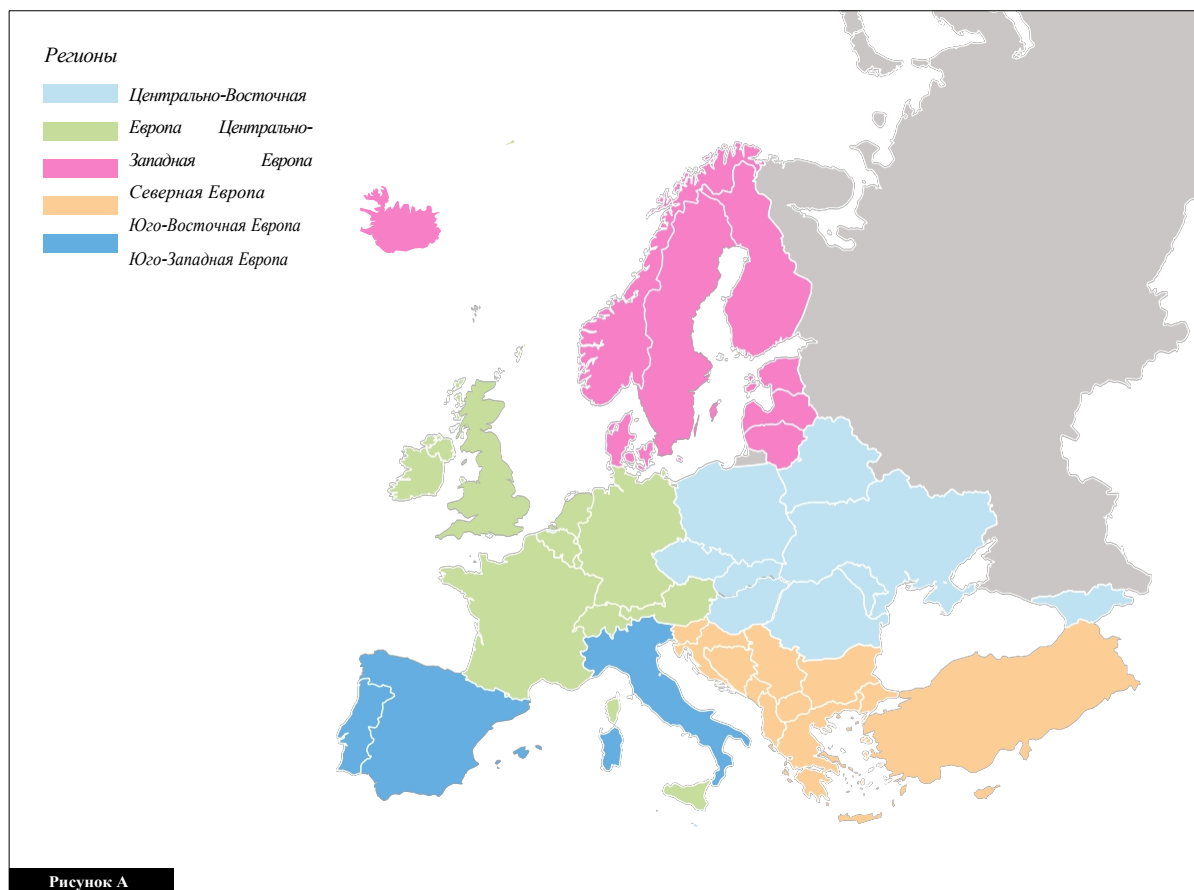 Регионы
Центрально-Восточная
Европа Центрально-
Западная Европа
Северная Европа
Юго-Восточная Европа
Юго-Западная Европа
Рисунок А